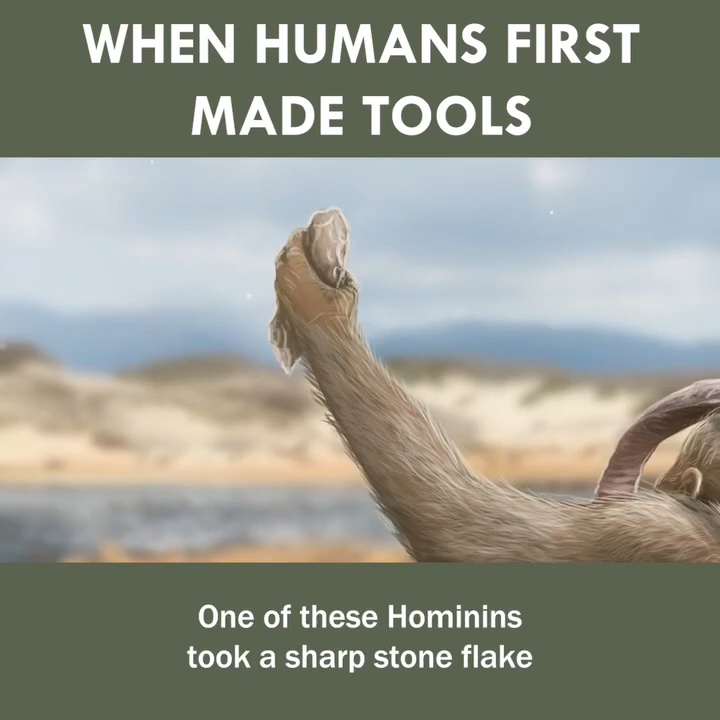 WHEN HUMANS FIRST
MADE TOOLS
One of these Hominins
took a sharp stone flake